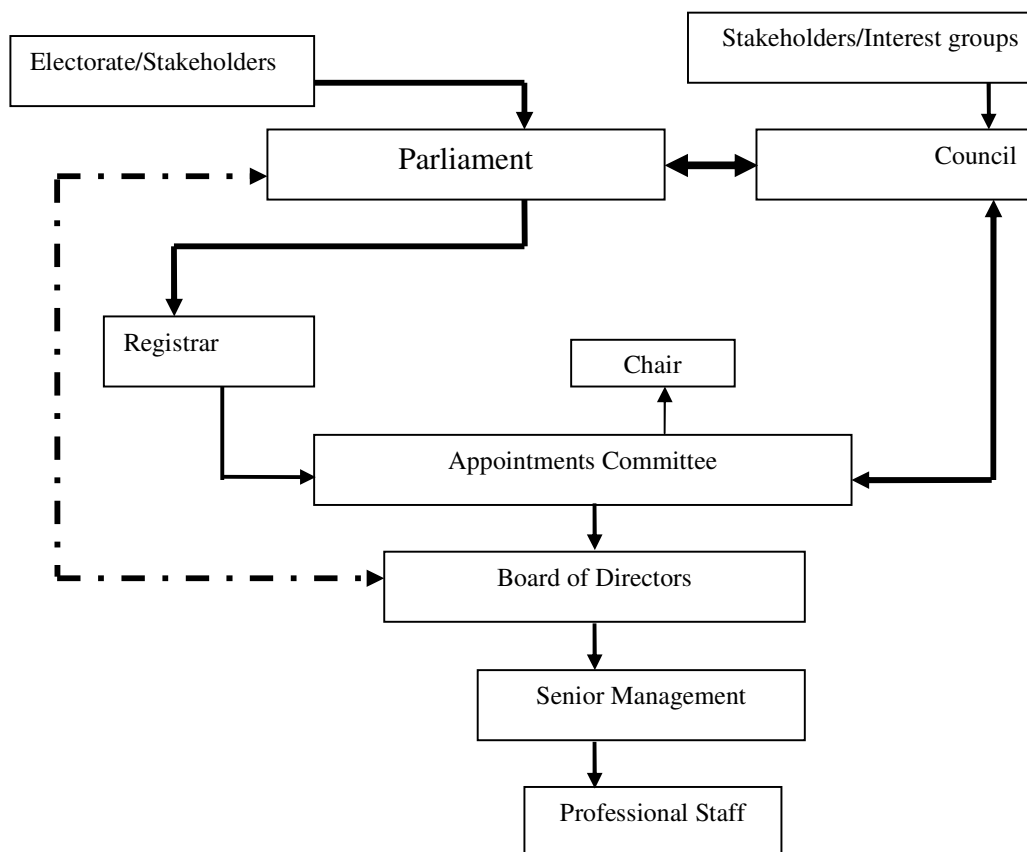 Stakeholders/Interest groups
Electorate/Stakeholders
Parliament
Council
Registrar
Chair
Appointments Committee
Board of Directors
Senior Management
Professional Staff